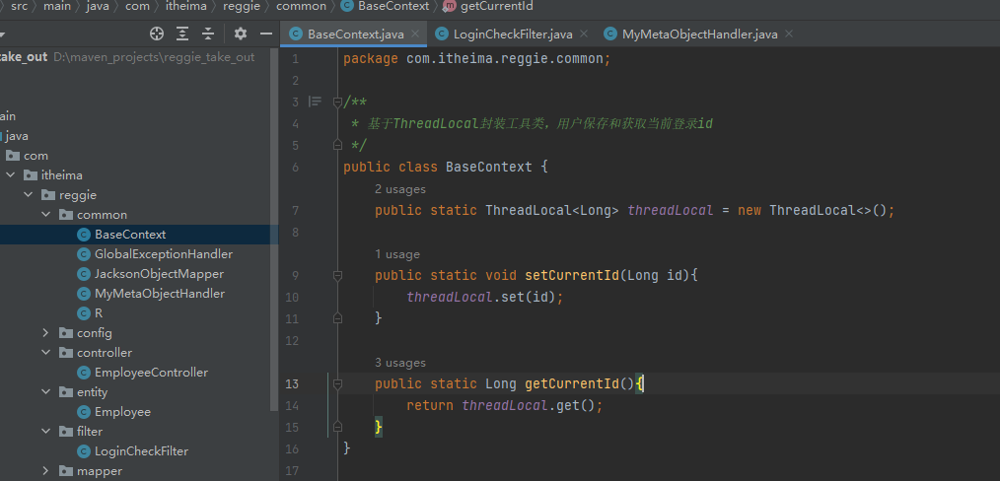 src main java com itheima reggie common BaseContext getCurrentId
BaseContext.java LoginCheckFilter.java MyMetaObjectHandler.java
take_out D:\maven_projects\reggie_take_out
ain
java
com
itheima
reggie
common
BaseContext
GlobalExceptionHandler
JacksonObjectMapper
MyMetaObjectHandler
R
config
controller
EmployeeController
entity
Employee
filter
LoginCheckFilter
mapper
1 package com.itheima.reggie.common;
2
3 /**
4 * 基于ThreadLocal封装工具类，用户保存和获取当前登录id
5 */
6 public class BaseContext {
2 usages
7 public static ThreadLocal<Long> threadLocal = new ThreadLocal<>();
8
1 usage
9 public static void setCurrentId(Long id){
10 threadLocal.set(id);
11 }
12
3 usages
13 public static Long getCurrentId(){
14 return threadLocal.get();
15 }
16 }
17